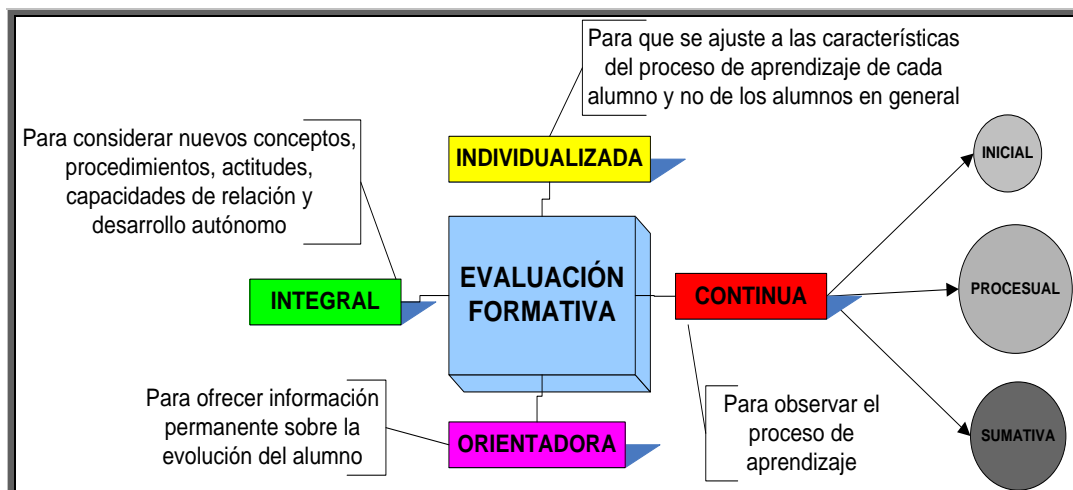 Para que se ajuste a las características
del proceso de aprendizaje de cada
alumno y no de los alumnos en general
Para considerar nuevos conceptos,
procedimientos, actitudes,
capacidades de relación y
desarrollo autónomo
INDIVIDUALIZADA
INICIAL
EVALUACIÓN
FORMATIVA
INTEGRAL
CONTINUA
PROCESUAL
Para ofrecer información
permanente sobre la
evolución del alumno
ORIENTADORA
Para observar el
proceso de
aprendizaje
SUMATIVA